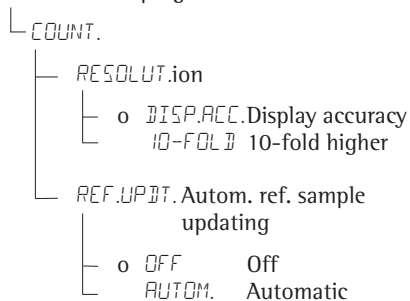 COUNT.
RESOLUT.ion
o DISP.ACC. Display accuracy
10-FOLD 10-fold higher
REF.UPDT. Autom. ref. sample
updating
o OFF Off
AUTOM. Automatic